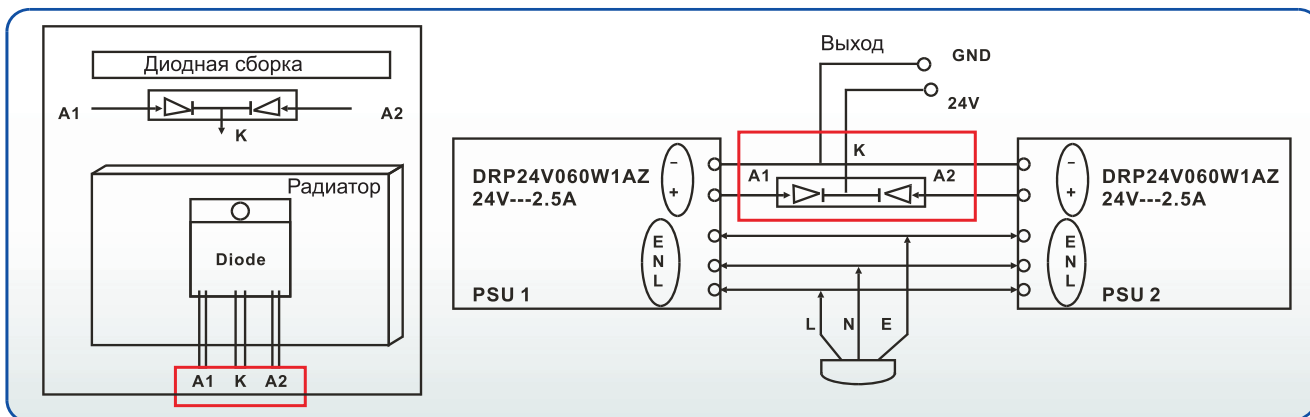 Диодная сборка
A1
A2
K
Радиатор
Diode
A1 K A2
Выход
GND
24V
DRP24V060W1AZ
24V---2.5A
–
+
E
N
L
PSU 1
A1
K
A2
–
+
DRP24V060W1AZ
24V---2.5A
E
N
L
PSU 2
L N E